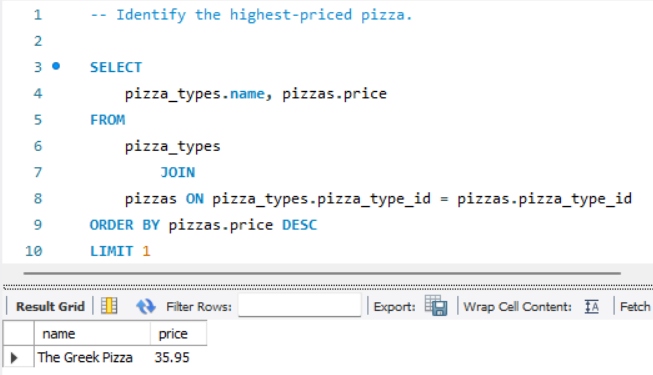 1 -- Identify the highest-priced pizza.
2
3 SELECT
4 pizza_types.name, pizzas.price
5 FROM
6 pizza_types
7 JOIN
8 pizzas ON pizza_types.pizza_type_id = pizzas.pizza_type_id
9 ORDER BY pizzas.price DESC
10 LIMIT 1
Result Grid Filter Rows: Export: Wrap Cell Content: IA Fetch
name price
The Greek Pizza 35.95